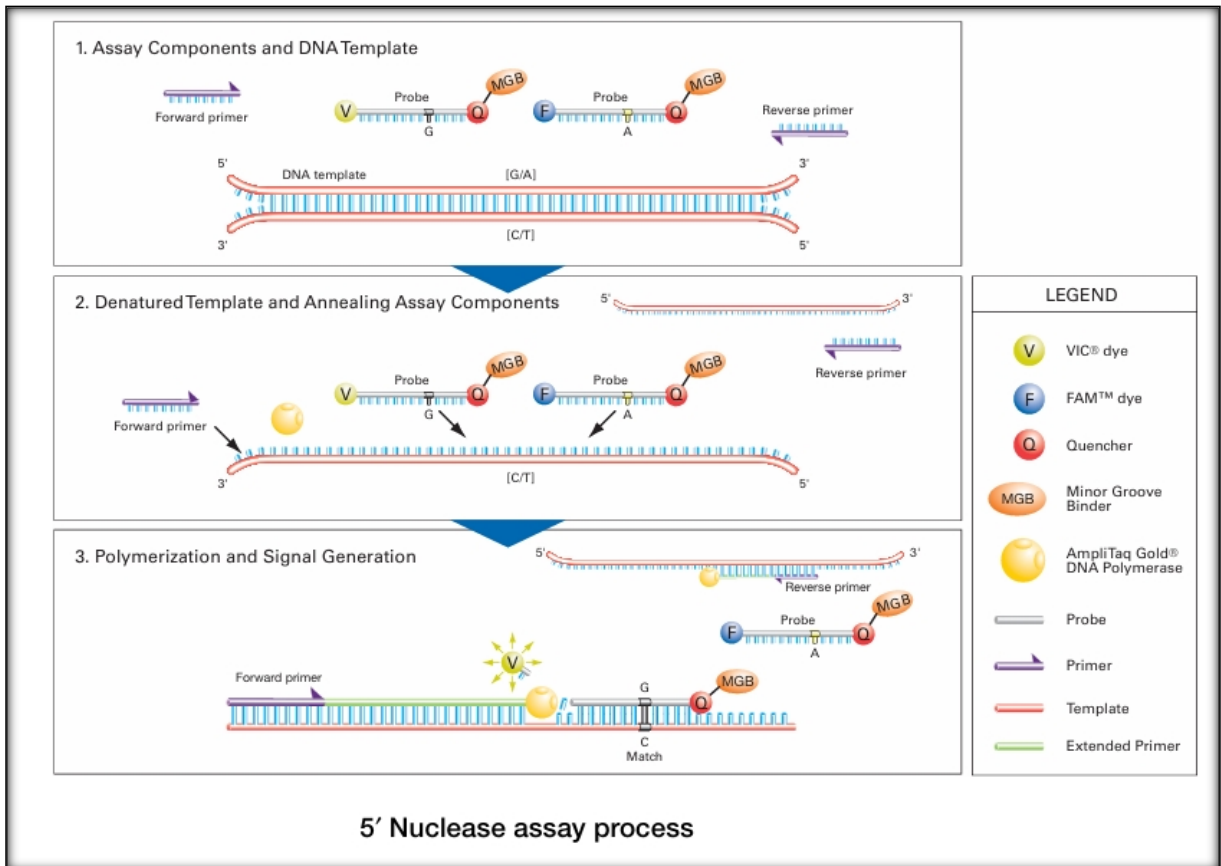 1. Assay Components and DNA Template
MGB
MGB
Probe
Probe
V
Q
F
Q
Forward primer
G
A
Reverse primer
5'
3'
DNA template
[G/A]
[C/T]
3'
5'
2. Denatured Template and Annealing Assay Components
5'
3'
MGB
MGB
Reverse primer
Probe
Probe
V
Q
F
Q
G
A
Forward primer
[C/T]
3'
5'
3. Polymerization and Signal Generation
5'
3'
Reverse primer
MGB
Probe
F
Q
A
V
Forward primer
G
Q
MGB
C
Match
LEGEND
V VIC® dye
F FAM™ dye
Q Quencher
MGB Minor Groove
Binder
AmpliTaq Gold®
DNA Polymerase
Probe
Primer
Template
Extended Primer
5′ Nuclease assay process